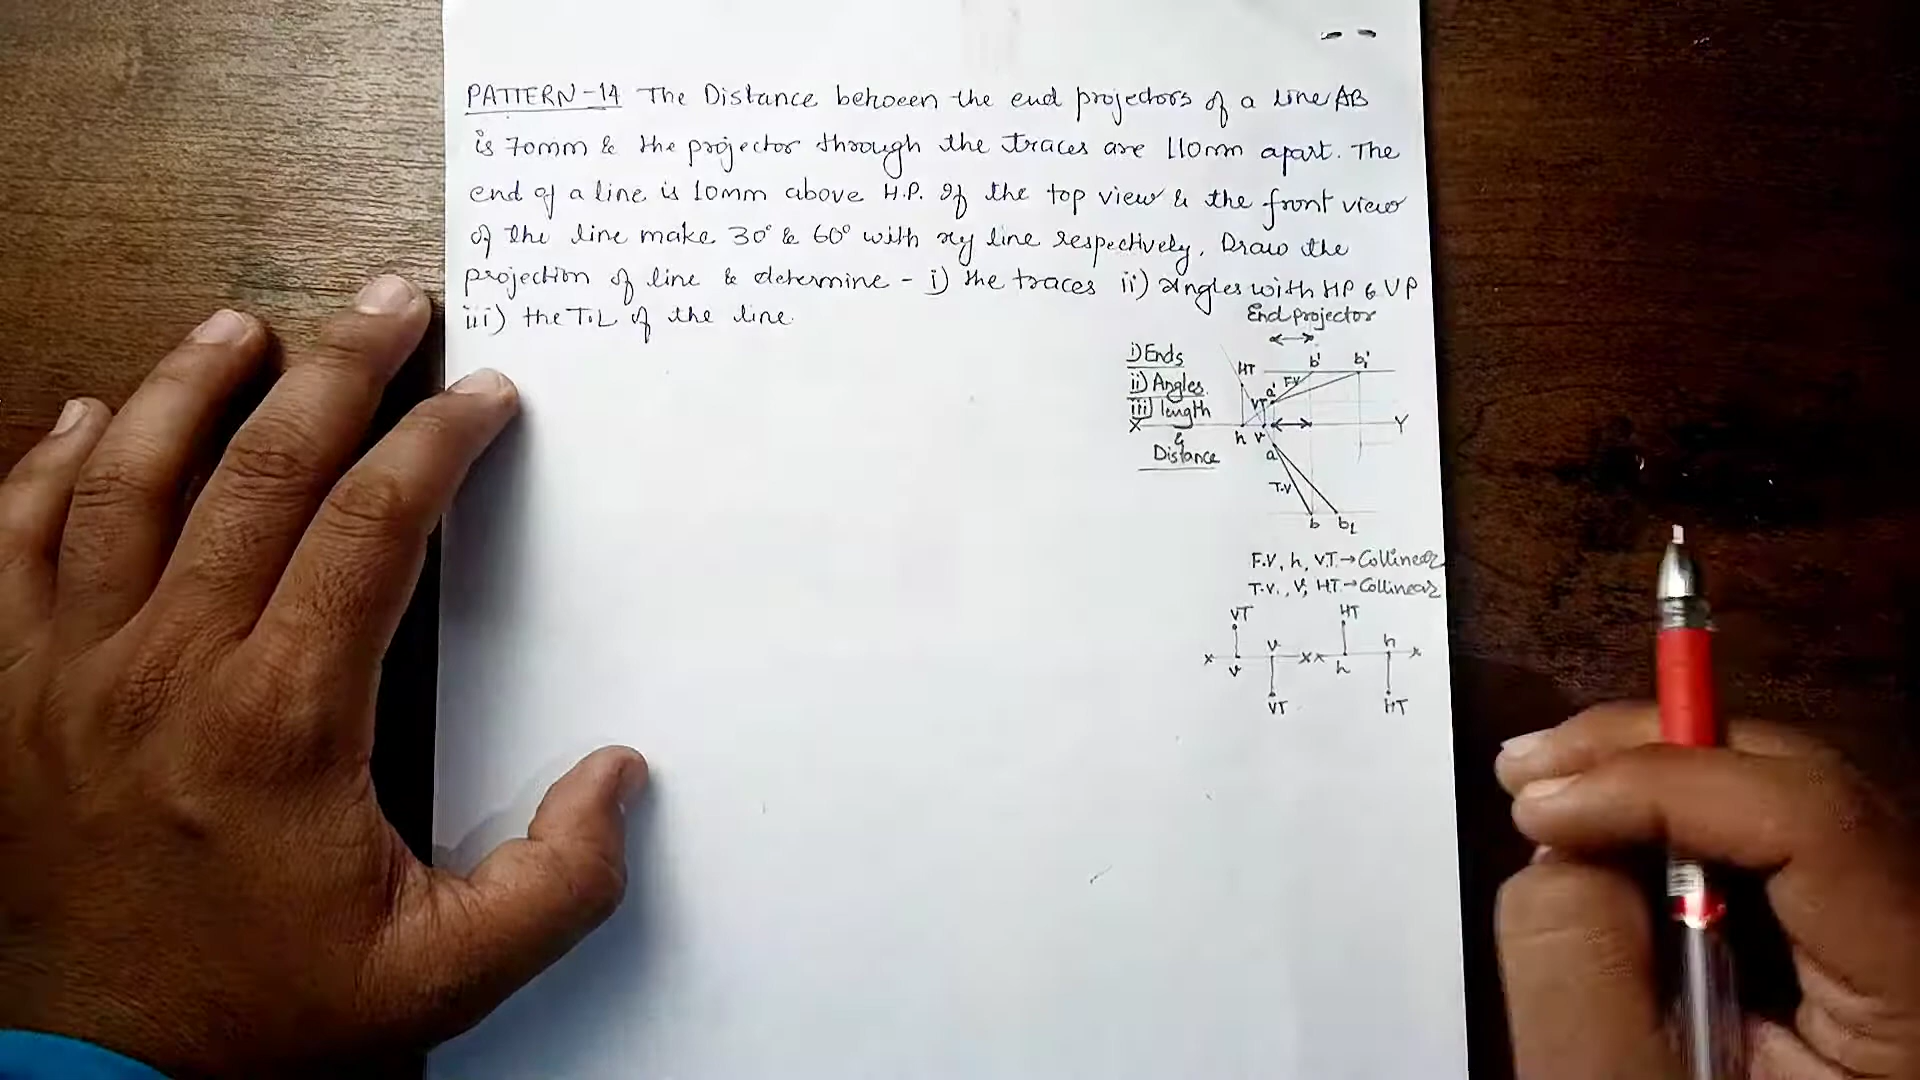 PATTERN-14 The Distance between the end projectors of a line AB
is 70mm & the projector through the traces are 110mm apart. The
end of a line is 10mm above H.P. If the top view & the front view
of the line make 30° & 60° with xy line respectively. Draw the
projection of line & determine - i) the traces ii) Angles with HP & VP
iii) the T.L of the line.
End projector
i) Ends
ii) Angles
iii) length
&
Distance
HT
b'
b1'
F.V
a'
VT
X
Y
h
v
a
T.V
b
b1
F.V, h, V.T. → Collinear
T.V., V, HT → Collinear
VT
HT
v
h
x
x
x
x
v
h
VT
HT